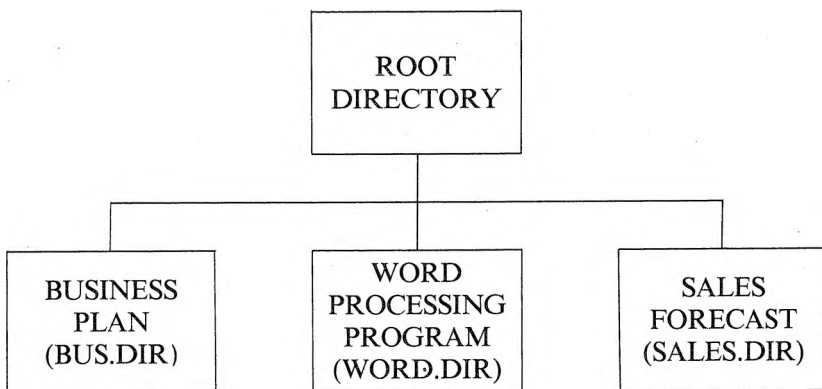 ROOT
DIRECTORY
BUSINESS
PLAN
(BUS.DIR)
WORD
PROCESSING
PROGRAM
(WORD.DIR)
SALES
FORECAST
(SALES.DIR)